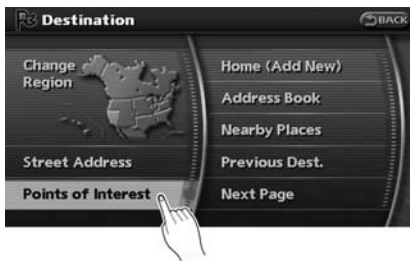 Destination
BACK
Change
Region
Street Address
Points of Interest
Home (Add New)
Address Book
Nearby Places
Previous Dest.
Next Page